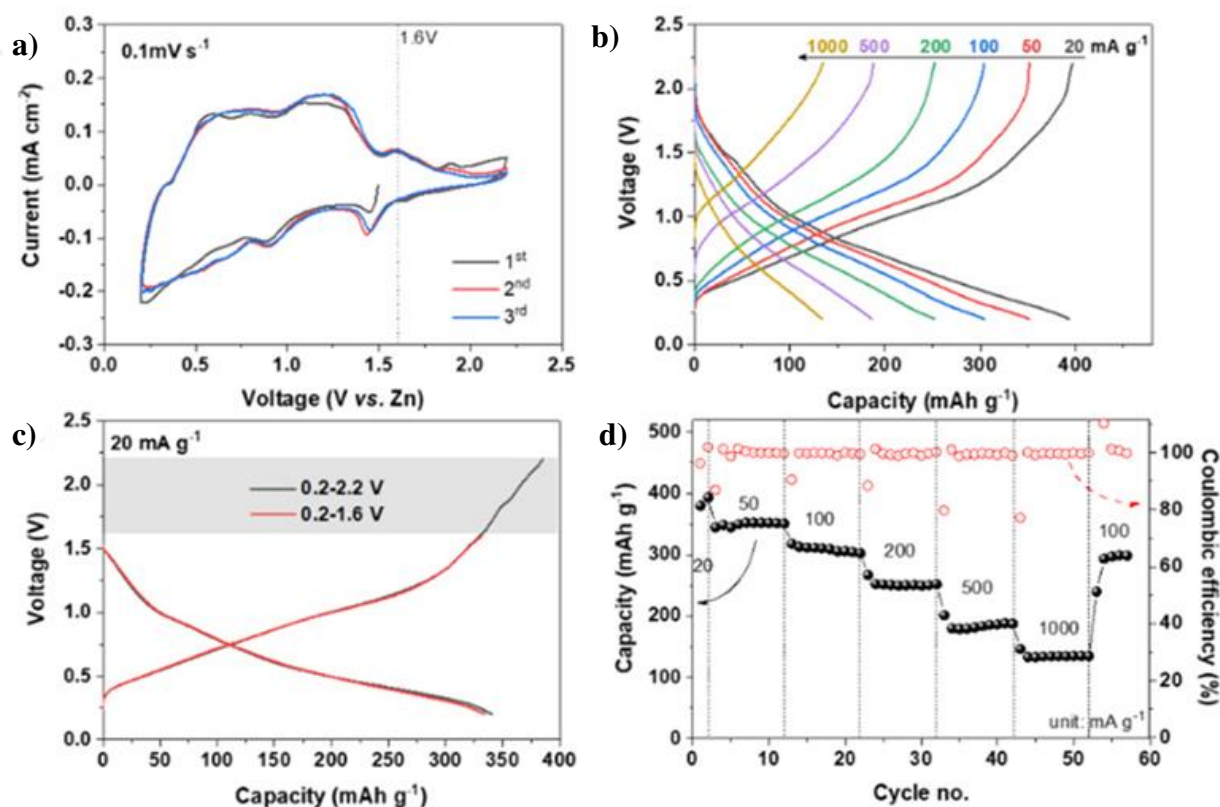 a)
0.1mV s⁻¹
1.6V
0.3
0.2
0.1
0.0
-0.1
-0.2
-0.3
Current (mA cm⁻²)
1ˢᵗ
2ⁿᵈ
3ʳᵈ
0.0 0.5 1.0 1.5 2.0 2.5
Voltage (V vs. Zn)
b)
1000 500 200 100 50 20 mA g⁻¹
2.5
2.0
1.5
1.0
0.5
0.0
Voltage (V)
0 100 200 300 400
Capacity (mAh g⁻¹)
c)
20 mA g⁻¹
2.5
2.0
1.5
1.0
0.5
0.0
Voltage (V)
0.2-2.2 V
0.2-1.6 V
0 50 100 150 200 250 300 350 400
Capacity (mAh g⁻¹)
d)
500
400
300
200
100
0
Capacity (mAh g⁻¹)
20
50
100
200
500
1000
100
unit: mA g⁻¹
100
80
60
40
20
0
Coulombic efficiency (%)
0 10 20 30 40 50 60
Cycle no.